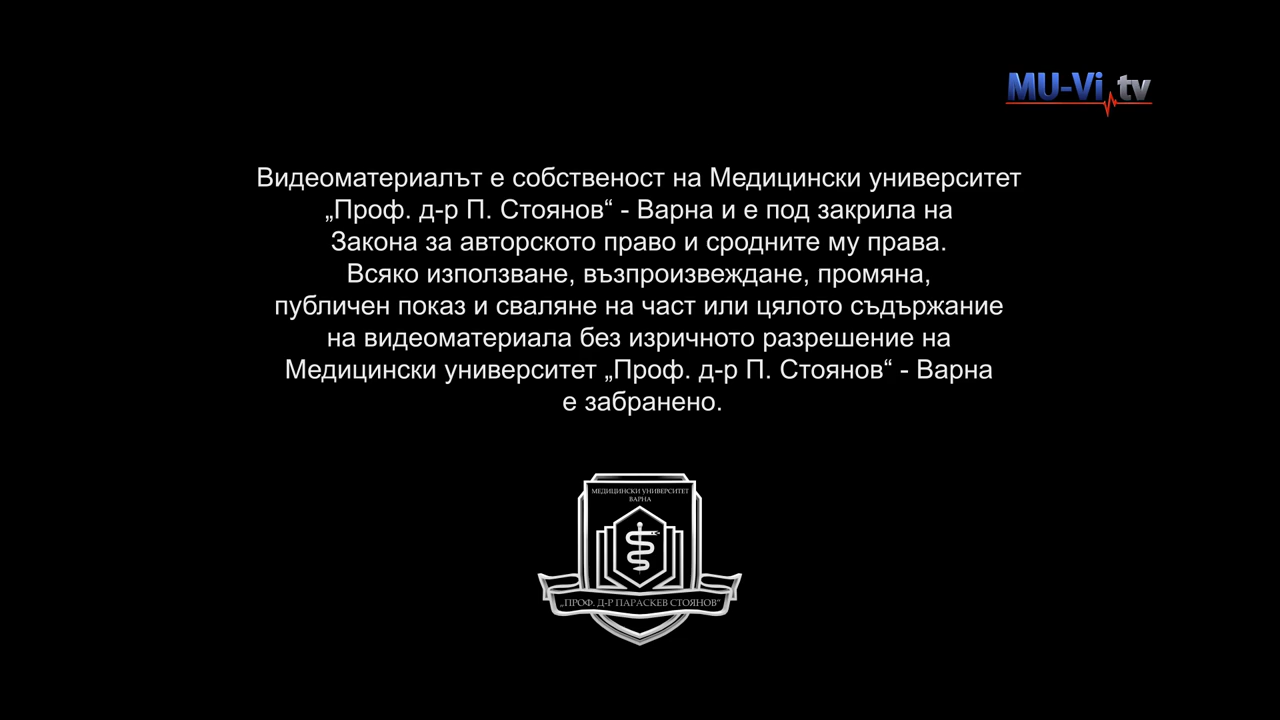 MU-Vi tv
Видеоматериалът е собственост на Медицински университет
„Проф. д-р П. Стоянов“ - Варна и е под закрила на
Закона за авторското право и сродните му права.
Всяко използване, възпроизвеждане, промяна,
публичен показ и сваляне на част или цялото съдържание
на видеоматериала без изричното разрешение на
Медицински университет „Проф. д-р П. Стоянов“ - Варна
е забранено.
МЕДИЦИНСКИ УНИВЕРСИТЕТ
ВАРНА
„ПРОФ. Д-Р ПАРАСКЕВ СТОЯНОВ“